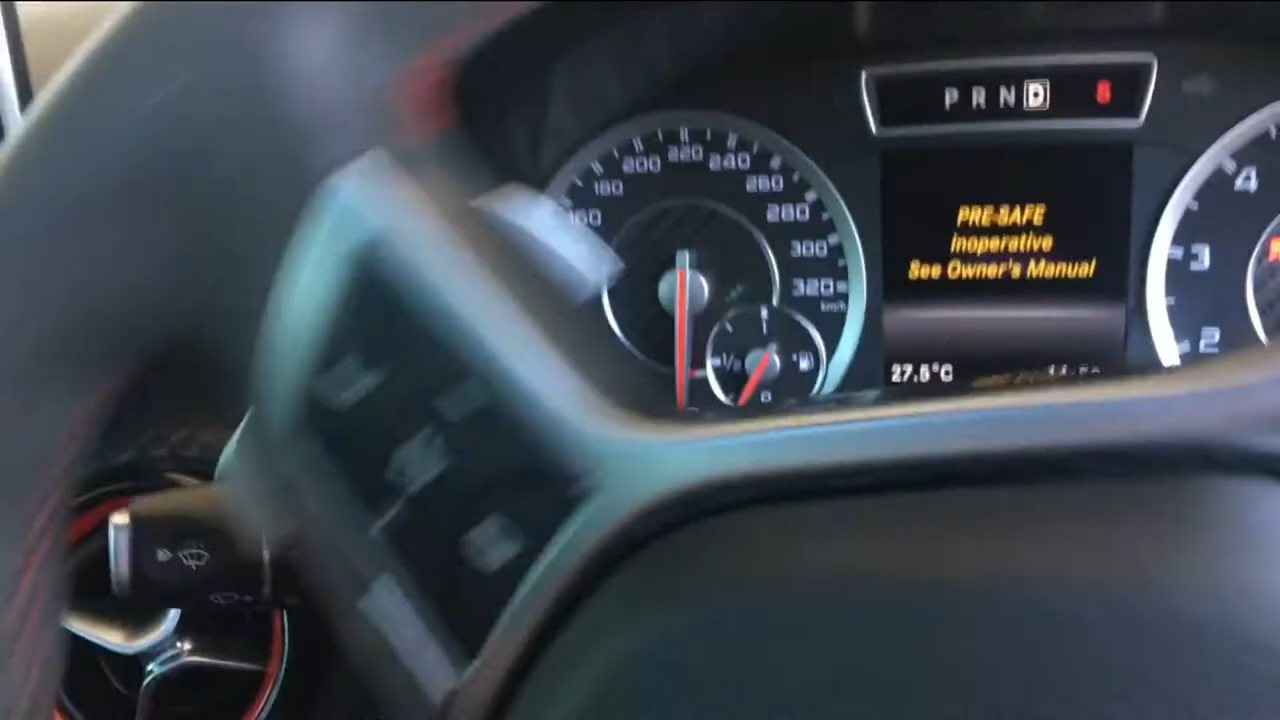 P R N D 8
160
180
200
220
240
260
280
300
320
km/h
PRE-SAFE
inoperative
See Owner's Manual
27.5°C
4
3
2
1/2
0